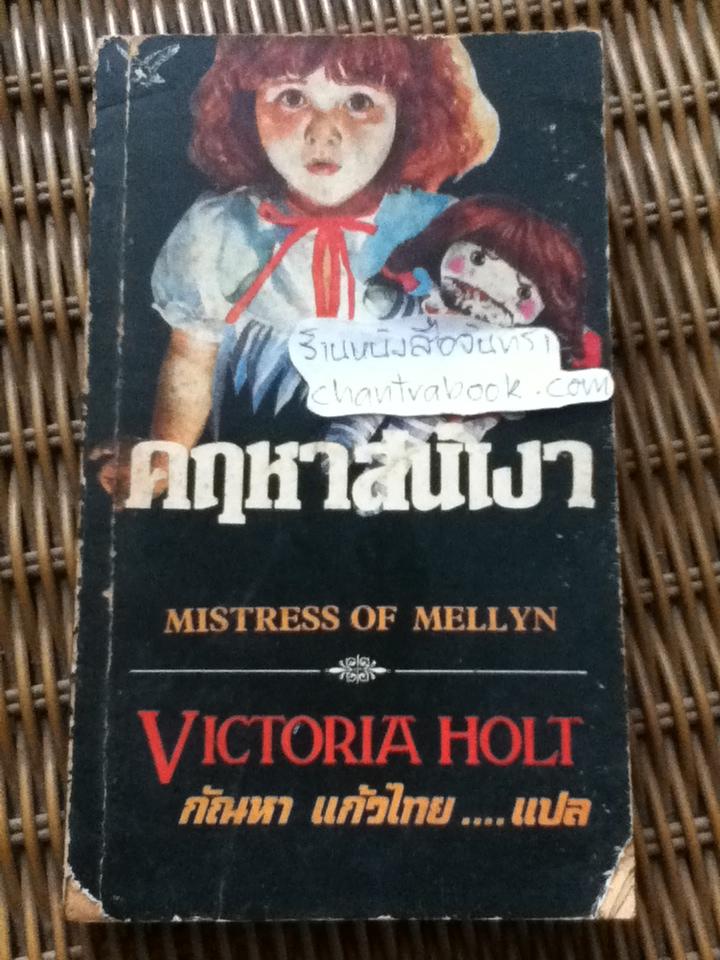 ร้านหนังสือจันทรา
chantrabook.com
คฤหาสน์เงา
MISTRESS OF MELLYN
VICTORIA HOLT
กัณหา แก้วไทย .... แปล